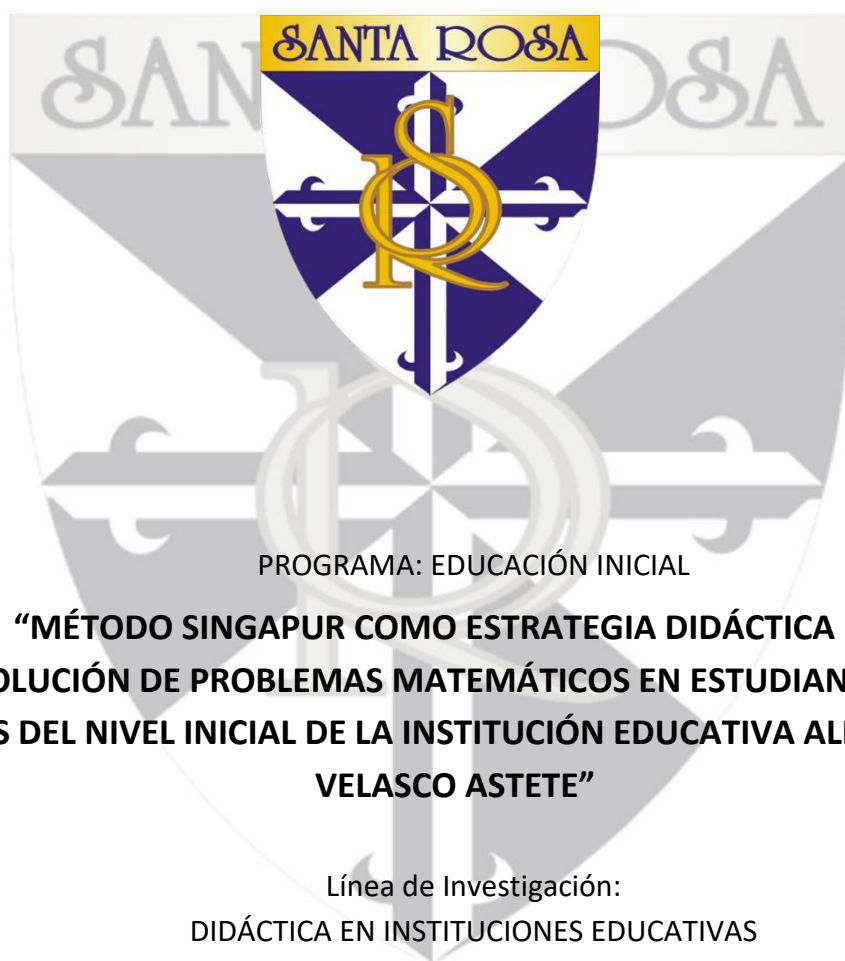 SANTA ROSA
PROGRAMA: EDUCACIÓN INICIAL
“MÉTODO SINGAPUR COMO ESTRATEGIA DIDÁCTICA
DE PROBLEMAS MATEMÁTICOS EN
DEL NIVEL INICIAL DE LA INSTITUCIÓN EDUCATIVA
VELASCO ASTETE”
Línea de Investigación:
DIDÁCTICA EN INSTITUCIONES EDUCATIVAS